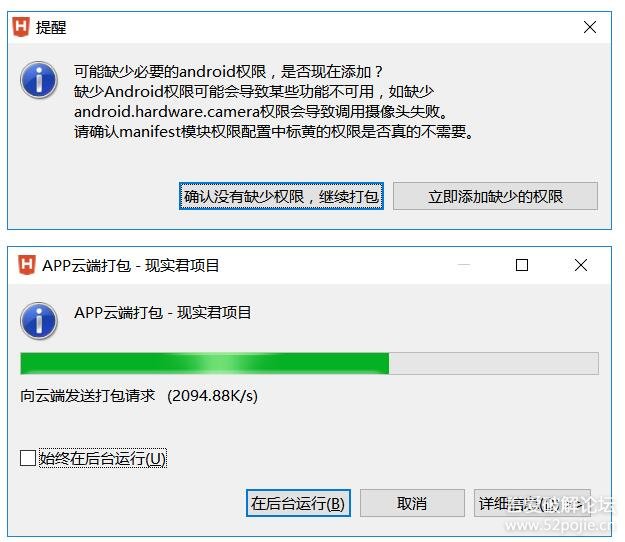 提醒
可能缺少必要的android权限，是否现在添加？
缺少Android权限可能会导致某些功能不可用，如缺少
android.hardware.camera权限会导致调用摄像头失败。
请确认manifest模块权限配置中标黄的权限是否真的不需要。
确认没有缺少权限，继续打包
立即添加缺少的权限
APP云端打包 - 现实君项目
APP云端打包 - 现实君项目
向云端发送打包请求 (2094.88K/s)
始终在后台运行(U)
在后台运行(B)
取消
详细信息
吾爱破解论坛
www.52pojie.cn